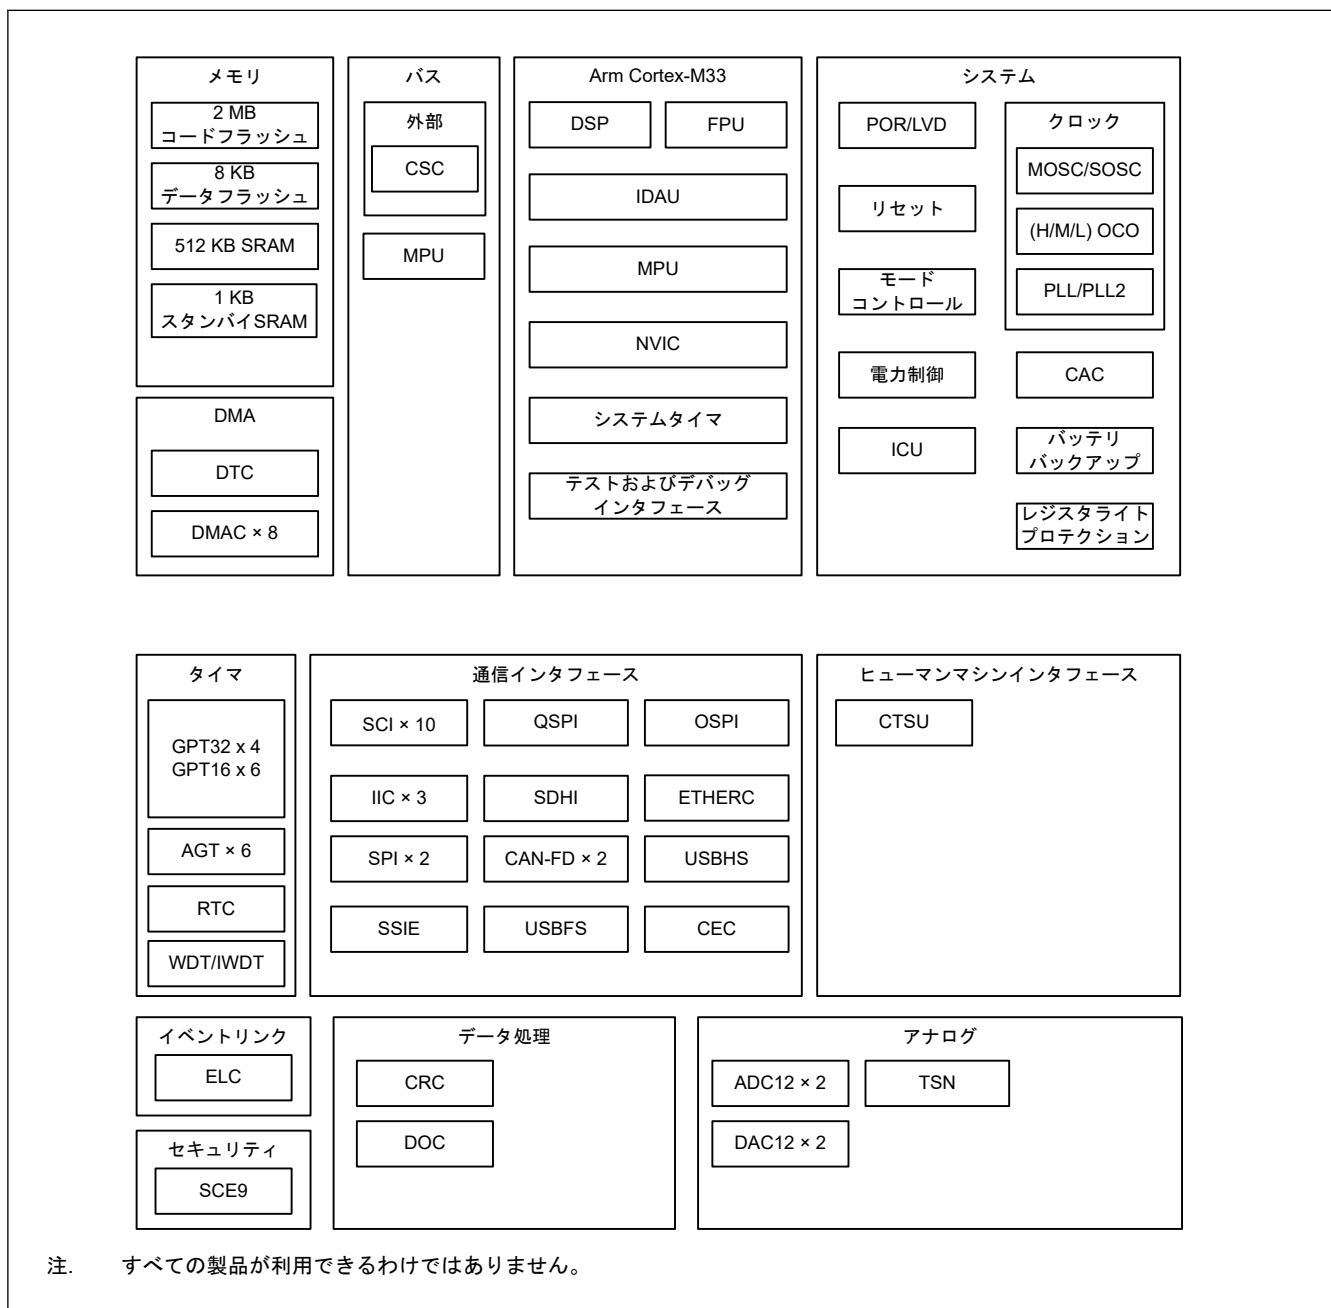 メモリ
2 MB
コードフラッシュ
8 KB
データフラッシュ
512 KB SRAM
1 KB
スタンバイSRAM
DMA
DTC
DMAC × 8
バス
外部
CSC
MPU
Arm Cortex-M33
DSP
FPU
IDAU
MPU
NVIC
システムタイマ
テストおよびデバッグ
インタフェース
システム
POR/LVD
リセット
モード
コントロール
電力制御
ICU
クロック
MOSC/SOSC
(H/M/L) OCO
PLL/PLL2
CAC
バッテリ
バックアップ
レジスタライト
プロテクション
タイマ
GPT32 x 4
GPT16 x 6
AGT × 6
RTC
WDT/IWDT
通信インタフェース
SCI × 10
QSPI
OSPI
IIC × 3
SDHI
ETHERC
SPI × 2
CAN-FD × 2
USBHS
SSIE
USBFS
CEC
ヒューマンマシンインタフェース
CTSU
イベントリンク
ELC
セキュリティ
SCE9
データ処理
CRC
DOC
アナログ
ADC12 × 2
TSN
DAC12 × 2
注. すべての製品が利用できるわけではありません。